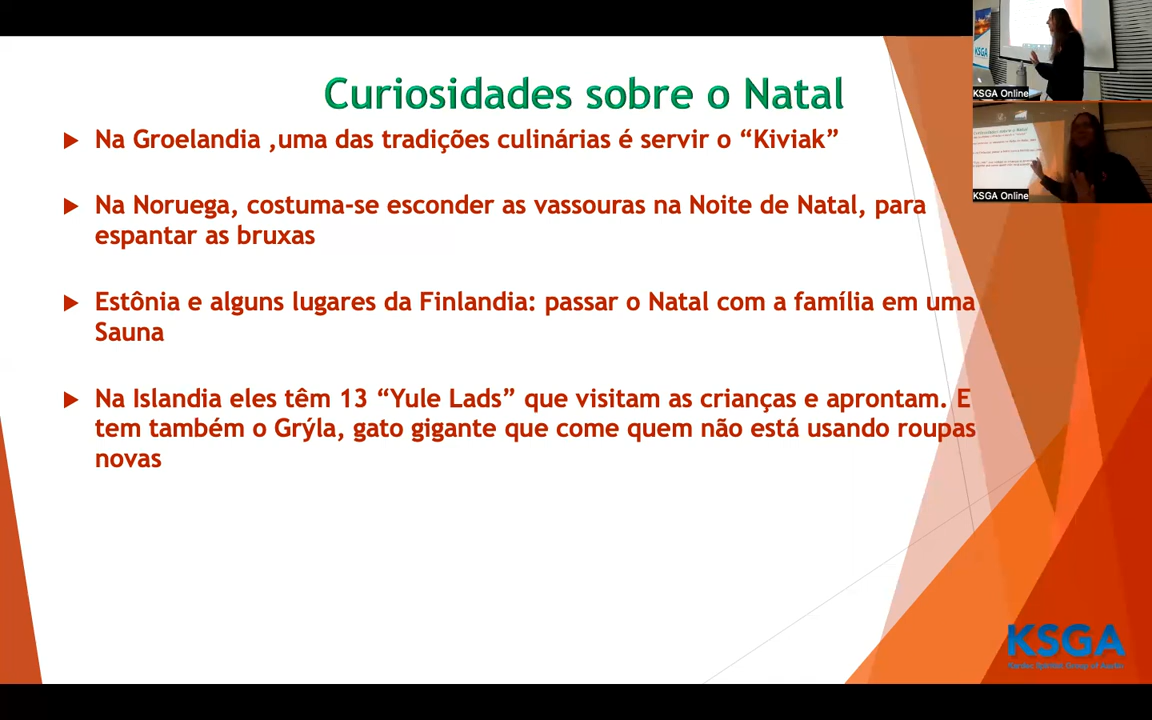 Curiosidades sobre o Natal
Na Groelandia ,uma das tradições culinárias é servir o “Kiviak”
Na Noruega, costuma-se esconder as vassouras na Noite de Natal, para
espantar as bruxas
Estônia e alguns lugares da Finlandia: passar o Natal com a família em uma
Sauna
Na Islandia eles têm 13 “Yule Lads” que visitam as crianças e aprontam. E
tem também o Grýla, gato gigante que come quem não está usando roupas
novas
KSGA
KSGA Online
KSGA Online
KSGA